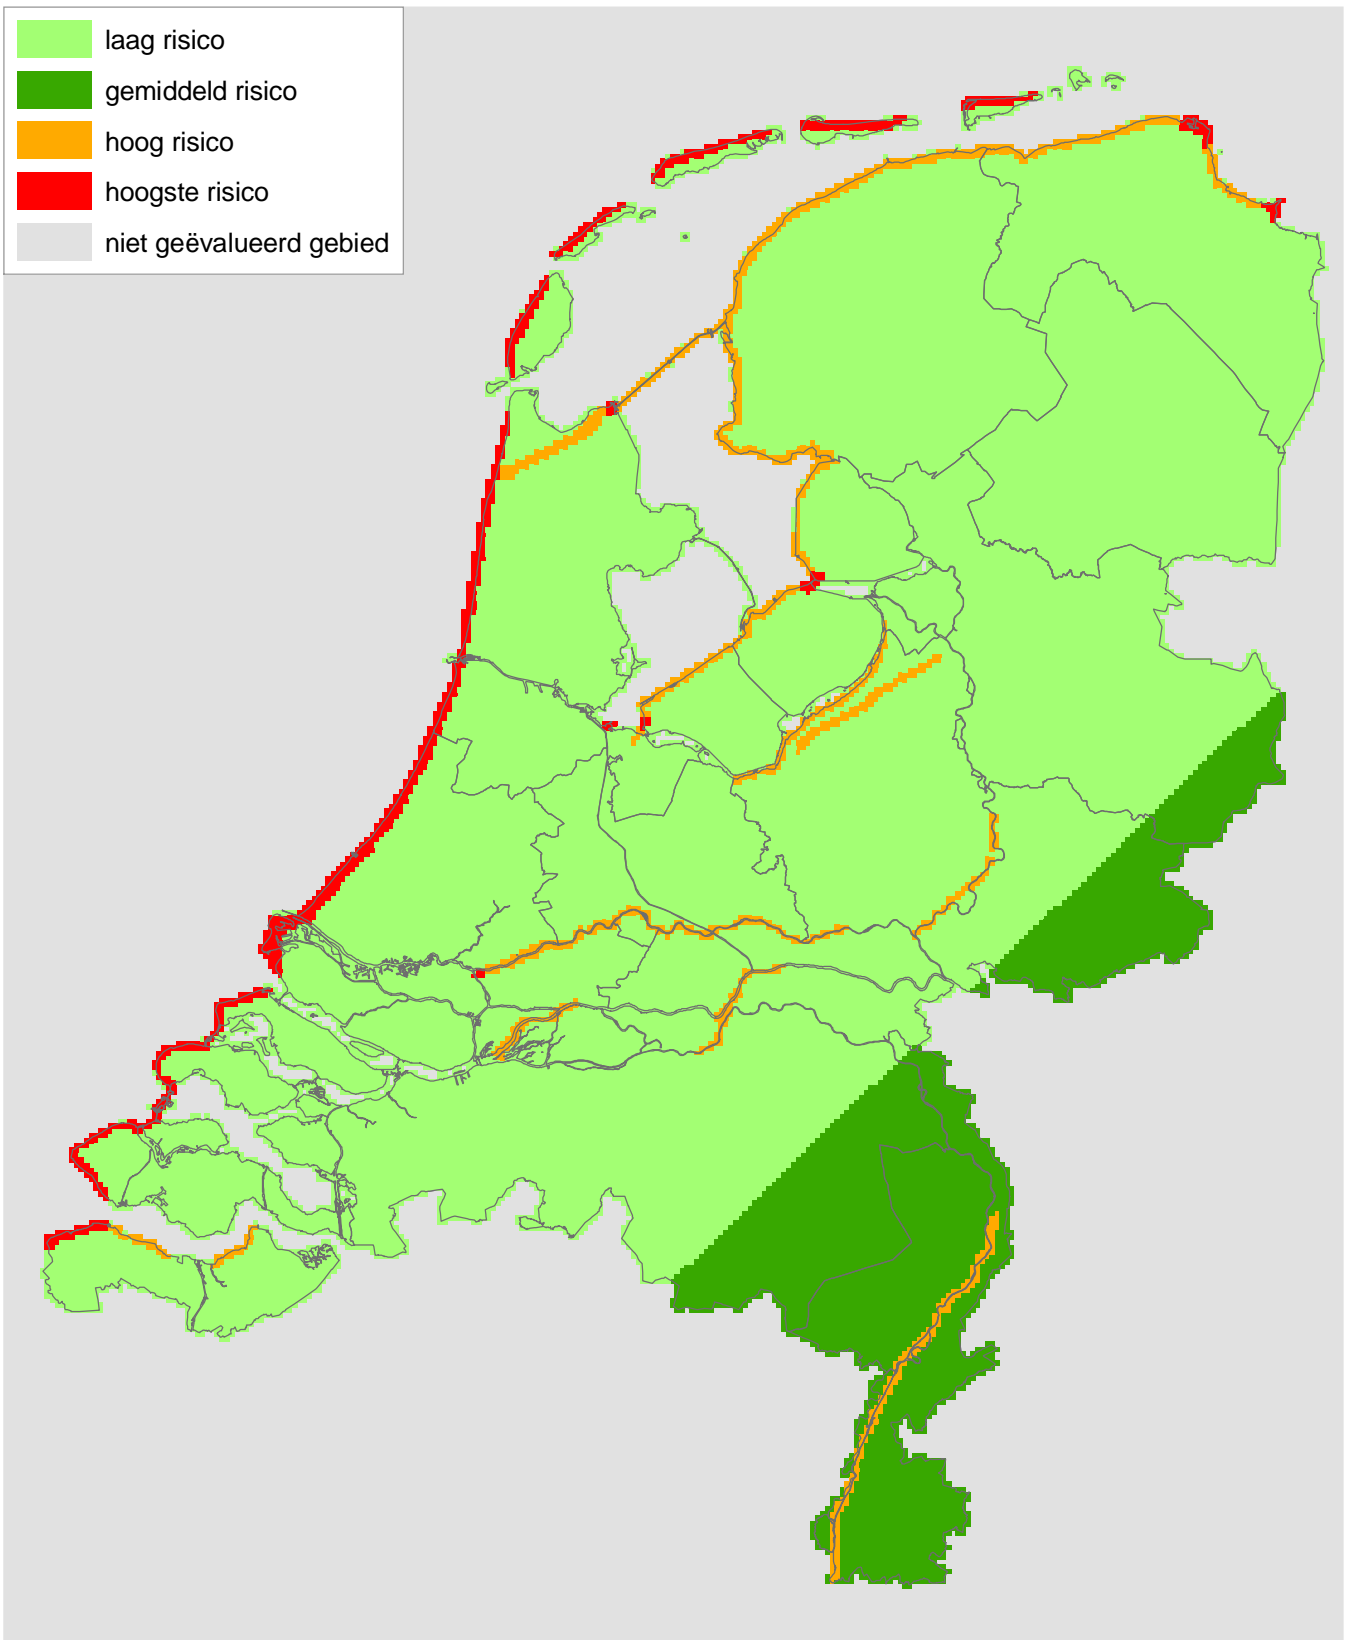 laag risico
gemiddeld risico
hoog risico
hoogste risico
niet geëvalueerd gebied